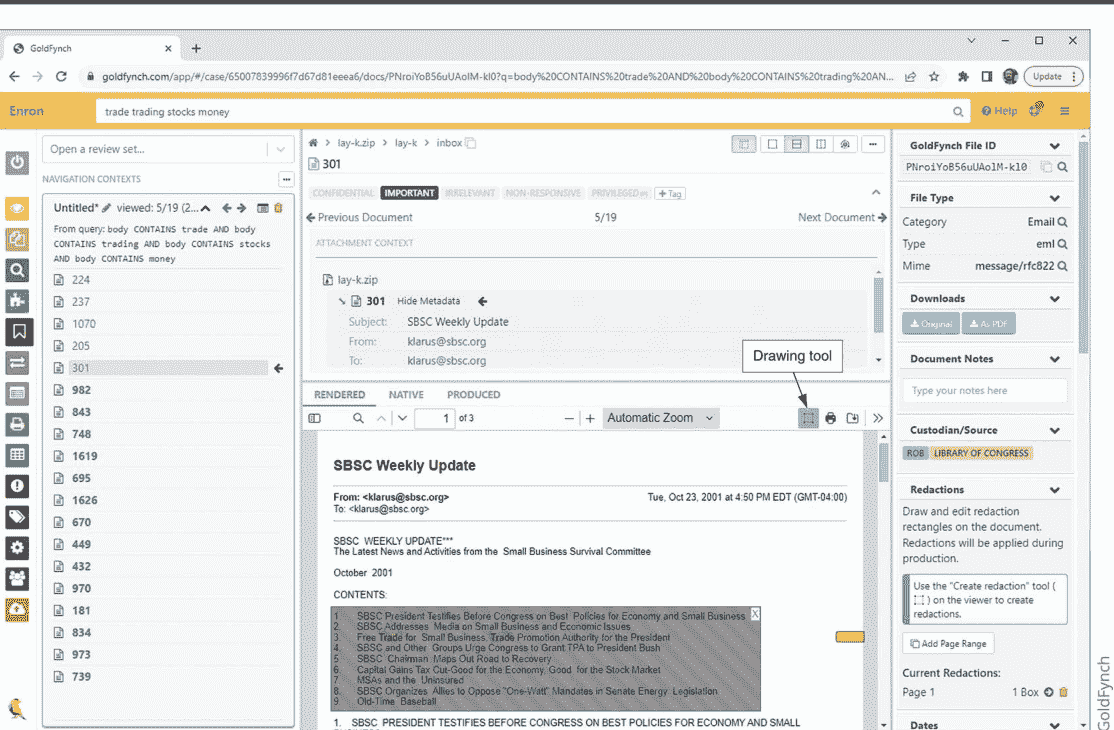 GoldFynch
goldfynch.com/app/#/case/65007839996f7d67d81eeea6/docs/PNroiYoB56uUAolM-kl0?q=body%20CONTAINS%20trade%20AND%20body%20CONTAINS%20trading%20AN...
Update
Enron
trade trading stocks money
Help
Open a review set...
NAVIGATION CONTEXTS
Untitled* viewed: 5/19 (2...
From query: body CONTAINS trade AND body
CONTAINS trading AND body CONTAINS stocks
AND body CONTAINS money
224
237
1070
205
301
982
843
748
1619
695
1626
670
449
432
970
181
834
973
739
lay-k.zip > lay-k > inbox
301
CONFIDENTIAL IMPORTANT IRRELEVANT NON-RESPONSIVE PRIVILEGED + Tag
Previous Document 5/19 Next Document
ATTACHMENT CONTEXT
lay-k.zip
301 Hide Metadata
Subject: SBSC Weekly Update
From: klarus@sbsc.org
To: klarus@sbsc.org
Drawing tool
RENDERED NATIVE PRODUCED
1 of 3 Automatic Zoom
SBSC Weekly Update
From: <klarus@sbsc.org> Tue, Oct 23, 2001 at 4:50 PM EDT (GMT-04:00)
To: <klarus@sbsc.org>
SBSC WEEKLY UPDATE***
The Latest News and Activities from the Small Business Survival Committee
October 2001
CONTENTS:
X
1. SBSC President Testifies Before Congress on Best Policies for Economy and Small Business
2. SBSC Addresses Media on Small Business and Economic Issues
3. Free Trade for Small Business: Trade Promotion Authority for the President
4. SBSC and Other Groups Urge Congress to Grant TPA to President Bush
5. SBSC Chairman Maps Out Road to Recovery
6. Capital Gains Tax Cut-Good for the Economy, Good for the Stock Market
7. MSAs and the Uninsured
8. SBSC Organizes Allies to Oppose "One-Watt" Mandates in Senate Energy Legislation
9. Old-Time Baseball
1. SBSC PRESIDENT TESTIFIES BEFORE CONGRESS ON BEST POLICIES FOR ECONOMY AND SMALL
GoldFynch File ID
PNroiYoB56uUAolM-kl0
File Type
Category Email
Type eml
Mime message/rfc822
Downloads
Original As PDF
Document Notes
Type your notes here
Custodian/Source
ROB LIBRARY OF CONGRESS
Redactions
Draw and edit redaction
rectangles on the document.
Redactions will be applied during
production.
Use the "Create redaction" tool (
) on the viewer to create
redactions.
Add Page Range
Current Redactions:
Page 1 1 Box
Dates
GoldFynch